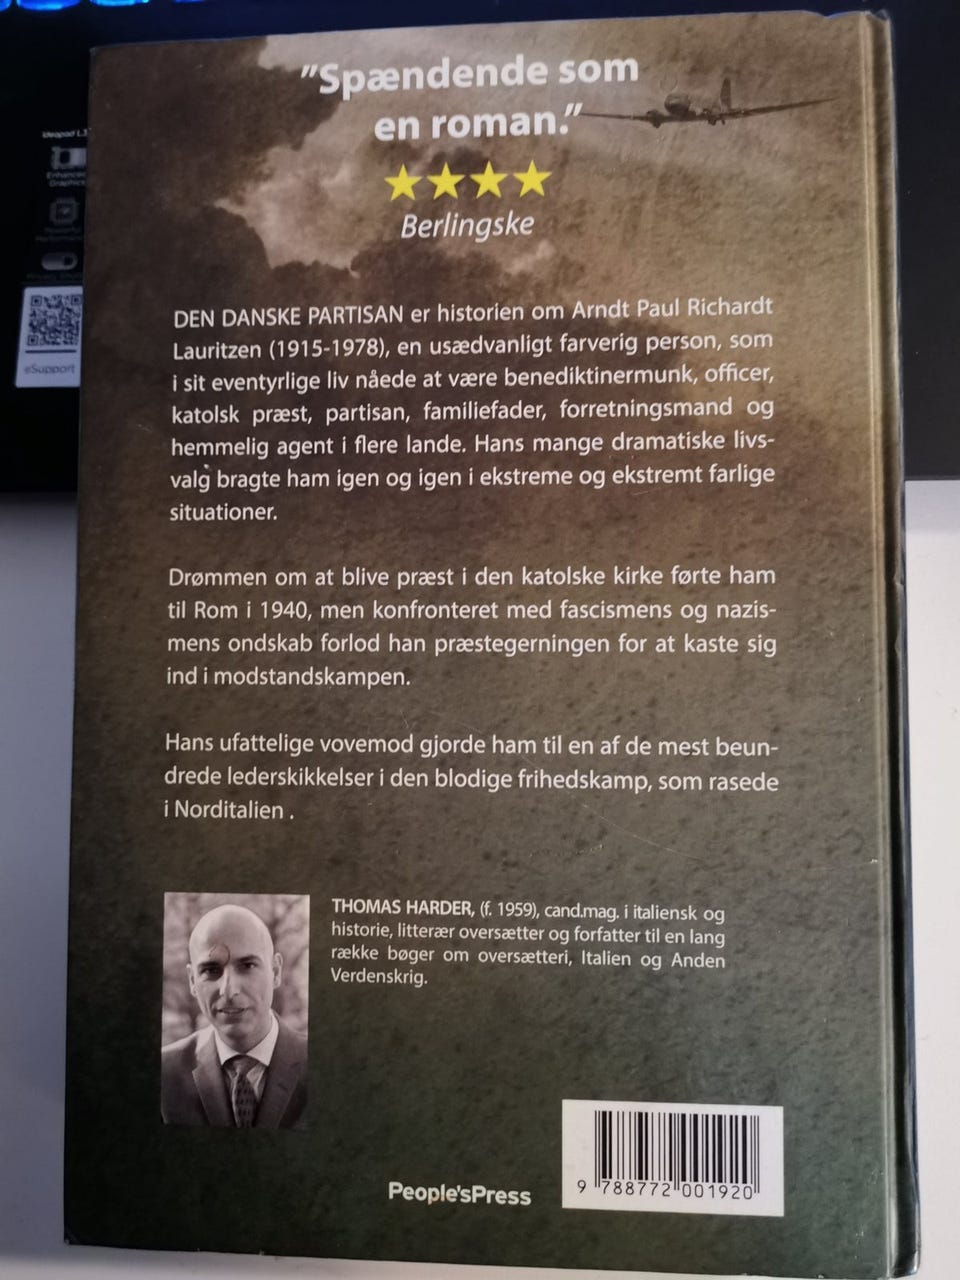 "Spændende som
en roman."
Berlingske
DEN DANSKE PARTISAN er historien om Arndt Paul Richardt
Lauritzen (1915-1978), en usædvanligt farverig person, som
i sit eventyrlige liv nåede at være benediktinermunk, officer,
katolsk præst, partisan, familiefader, forretningsmand og
hemmelig agent i flere lande. Hans mange dramatiske livs-
valg bragte ham igen og igen i ekstreme og ekstremt farlige
situationer.
Drømmen om at blive præst i den katolske kirke førte ham
til Rom i 1940, men konfronteret med fascismens og nazis-
mens ondskab forlod han præstegerningen for at kaste sig
ind i modstandskampen.
Hans ufattelige vovemod gjorde ham til en af de mest beun-
drede lederskikkelser i den blodige frihedskamp, som rasede
i Norditalien .
THOMAS HARDER, (f. 1959), cand.mag. i italiensk og
historie, litterær oversætter og forfatter til en lang
række bøger om oversætteri, Italien og Anden
Verdenskrig.
People'sPress
9 788772 001920
ideapad L3
Enhanced
Graphics
eSupport